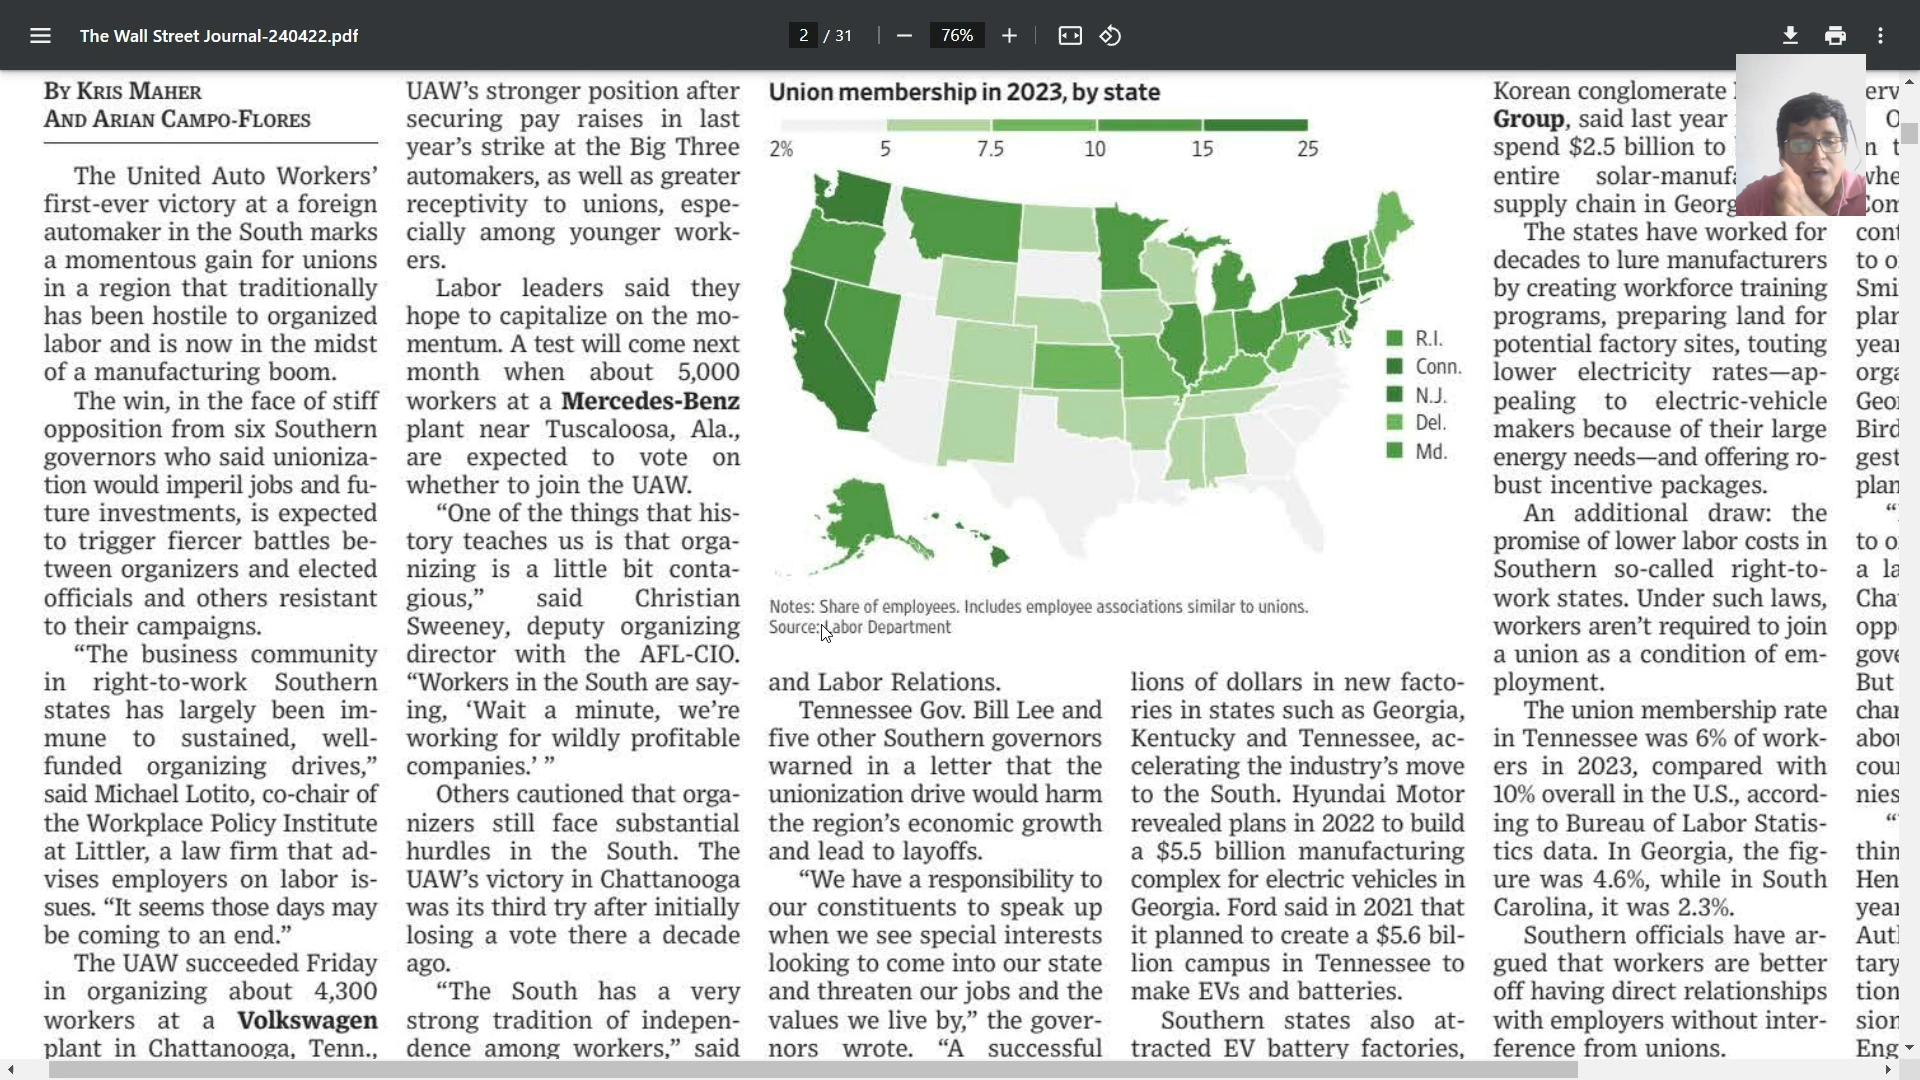 The Wall Street Journal-240422.pdf
2 / 31
76%
BY KRIS MAHER
AND ARIAN CAMPO-FLORES
The United Auto Workers’
first-ever victory at a foreign
automaker in the South marks
a momentous gain for unions
in a region that traditionally
has been hostile to organized
labor and is now in the midst
of a manufacturing boom.
The win, in the face of stiff
opposition from six Southern
governors who said unioniza-
tion would imperil jobs and fu-
ture investments, is expected
to trigger fiercer battles be-
tween organizers and elected
officials and others resistant
to their campaigns.
“The business community
in right-to-work Southern
states has largely been im-
mune to sustained, well-
funded organizing drives,”
said Michael Lotito, co-chair of
the Workplace Policy Institute
at Littler, a law firm that ad-
vises employers on labor is-
sues. “It seems those days may
be coming to an end.”
The UAW succeeded Friday
in organizing about 4,300
workers at a Volkswagen
plant in Chattanooga, Tenn.,
UAW’s stronger position after
securing pay raises in last
year’s strike at the Big Three
automakers, as well as greater
receptivity to unions, espe-
cially among younger work-
ers.
Labor leaders said they
hope to capitalize on the mo-
mentum. A test will come next
month when about 5,000
workers at a Mercedes-Benz
plant near Tuscaloosa, Ala.,
are expected to vote on
whether to join the UAW.
“One of the things that his-
tory teaches us is that orga-
nizing is a little bit conta-
gious,” said Christian
Sweeney, deputy organizing
director with the AFL-CIO.
“Workers in the South are say-
ing, ‘Wait a minute, we’re
working for wildly profitable
companies.’ ”
Others cautioned that orga-
nizers still face substantial
hurdles in the South. The
UAW’s victory in Chattanooga
was its third try after initially
losing a vote there a decade
ago.
“The South has a very
strong tradition of indepen-
dence among workers,” said
Union membership in 2023, by state
2% 5 7.5 10 15 25
R.I.
Conn.
N.J.
Del.
Md.
Notes: Share of employees. Includes employee associations similar to unions.
Source: Labor Department
and Labor Relations.
Tennessee Gov. Bill Lee and
five other Southern governors
warned in a letter that the
unionization drive would harm
the region’s economic growth
and lead to layoffs.
“We have a responsibility to
our constituents to speak up
when we see special interests
looking to come into our state
and threaten our jobs and the
values we live by,” the gover-
nors wrote. “A successful
lions of dollars in new facto-
ries in states such as Georgia,
Kentucky and Tennessee, ac-
celerating the industry’s move
to the South. Hyundai Motor
revealed plans in 2022 to build
a $5.5 billion manufacturing
complex for electric vehicles in
Georgia. Ford said in 2021 that
it planned to create a $5.6 bil-
lion campus in Tennessee to
make EVs and batteries.
Southern states also at-
tracted EV battery factories,
Korean conglomerate
Group, said last year
spend $2.5 billion to
entire solar-manufa
supply chain in Georg
The states have worked for
decades to lure manufacturers
by creating workforce training
programs, preparing land for
potential factory sites, touting
lower electricity rates—ap-
pealing to electric-vehicle
makers because of their large
energy needs—and offering ro-
bust incentive packages.
An additional draw: the
promise of lower labor costs in
Southern so-called right-to-
work states. Under such laws,
workers aren’t required to join
a union as a condition of em-
ployment.
The union membership rate
in Tennessee was 6% of work-
ers in 2023, compared with
10% overall in the U.S., accord-
ing to Bureau of Labor Statis-
tics data. In Georgia, the fig-
ure was 4.6%, while in South
Carolina, it was 2.3%.
Southern officials have ar-
gued that workers are better
off having direct relationships
with employers without inter-
ference from unions.